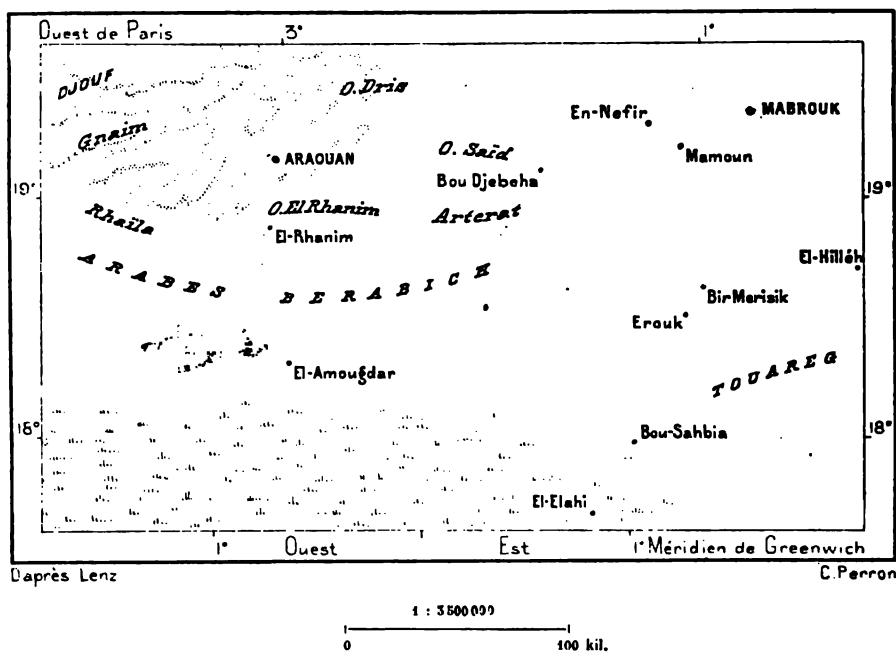 Ouest de Paris 3° 1°
DJOUF
O.Dris
En-Nefir
MABROUK
Gnaim
ARAOUAN
O. Saïd
Mamoun
Bou Djebeha
19° 19°
Rhaïla
O.El Rhanim
Arterat
El-Rhanim
El-Hilléh
ARABES BERABICH
Bir Merisik
Erouk
TOUAREG
El-Amougdar
18° 18°
Bou-Sahbia
El-Elahi
1° Ouest Est 1° Méridien de Greenwich
D'après Lenz C.Perron
1 : 3500000
0 100 kil.